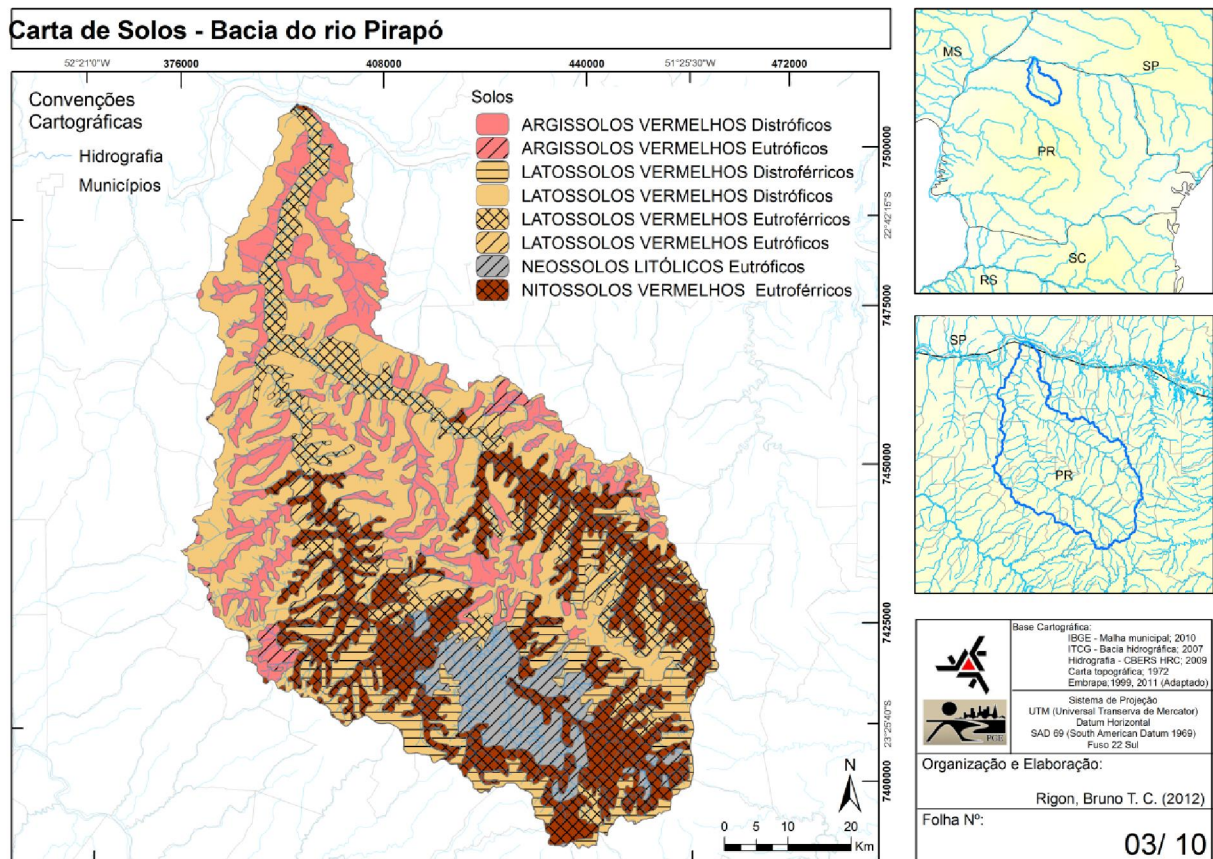 Carta de Solos - Bacia do rio Pirapó
52°21'0"W
376000
408000
440000
51°25'30"W
472000
Convenções
Cartográficas
Hidrografia
Municípios
Solos
ARGISSOLOS VERMELHOS Distróficos
ARGISSOLOS VERMELHOS Eutróficos
LATOSSOLOS VERMELHOS Distroférricos
LATOSSOLOS VERMELHOS Distróficos
LATOSSOLOS VERMELHOS Eutroférricos
LATOSSOLOS VERMELHOS Eutróficos
NEOSSOLOS LITÓLICOS Eutróficos
NITOSSOLOS VERMELHOS Eutroférricos
7500000
22°42'15"S
7475000
7450000
7425000
23°25'40"S
7400000
N
0 5 10 20
Km
MS
SP
PR
SC
RS
SP
PR
Base Cartográfica:
IBGE - Malha municipal; 2010
ITCG - Bacia hidrográfica; 2007
Hidrografia - CBERS HRC; 2009
Carta topográfica; 1972
Embrapa; 1999, 2011 (Adaptado)
Sistema de Projeção
UTM (Universal Transerva de Mercator)
Datum Horizontal
SAD 69 (South American Datum 1969)
Fuso 22 Sul
PGE
Organização e Elaboração:
Rigon, Bruno T. C. (2012)
Folha Nº:
03/ 10